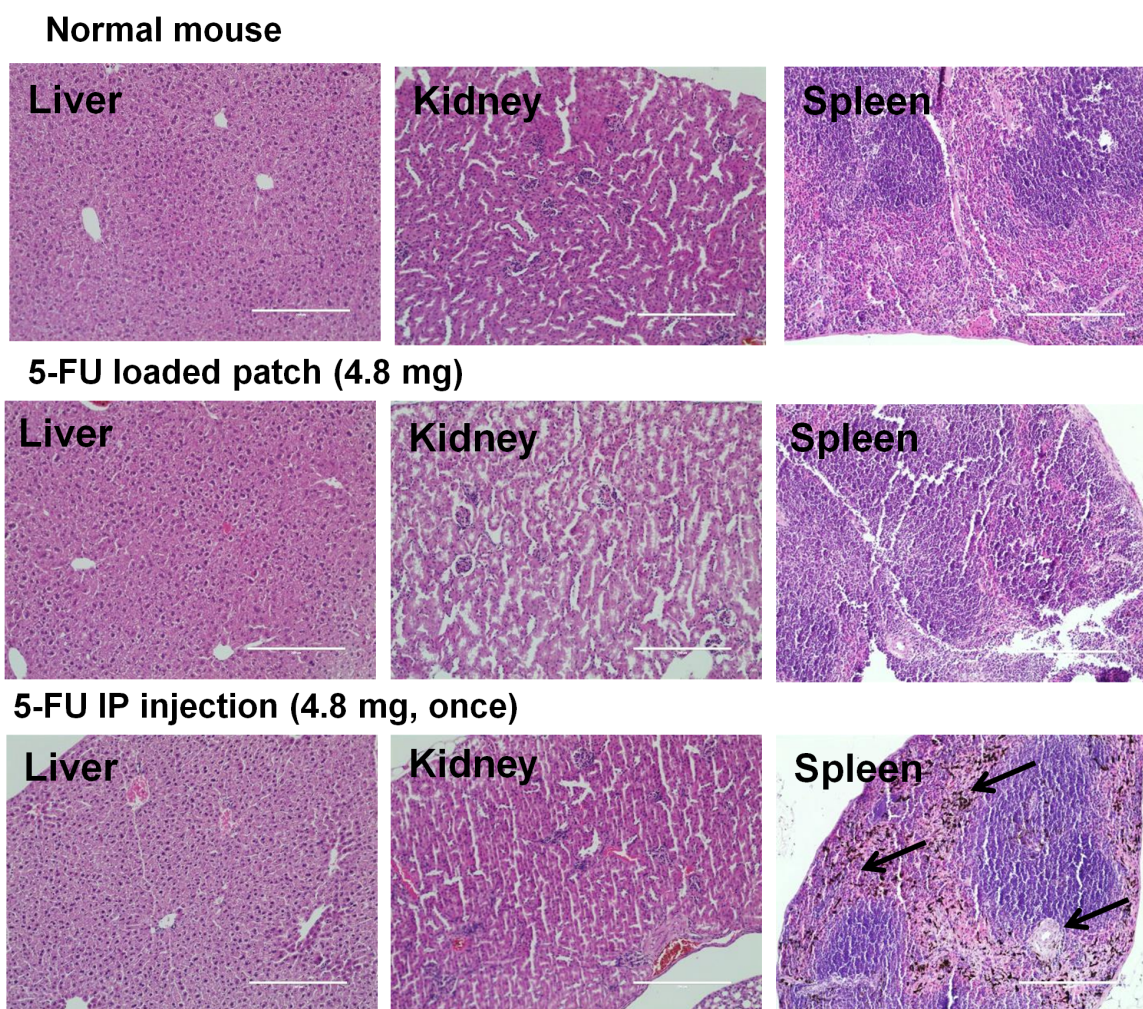 Normal mouse
Liver
Kidney
Spleen
5-FU loaded patch (4.8 mg)
Liver
Kidney
Spleen
5-FU IP injection (4.8 mg, once)
Liver
Kidney
Spleen